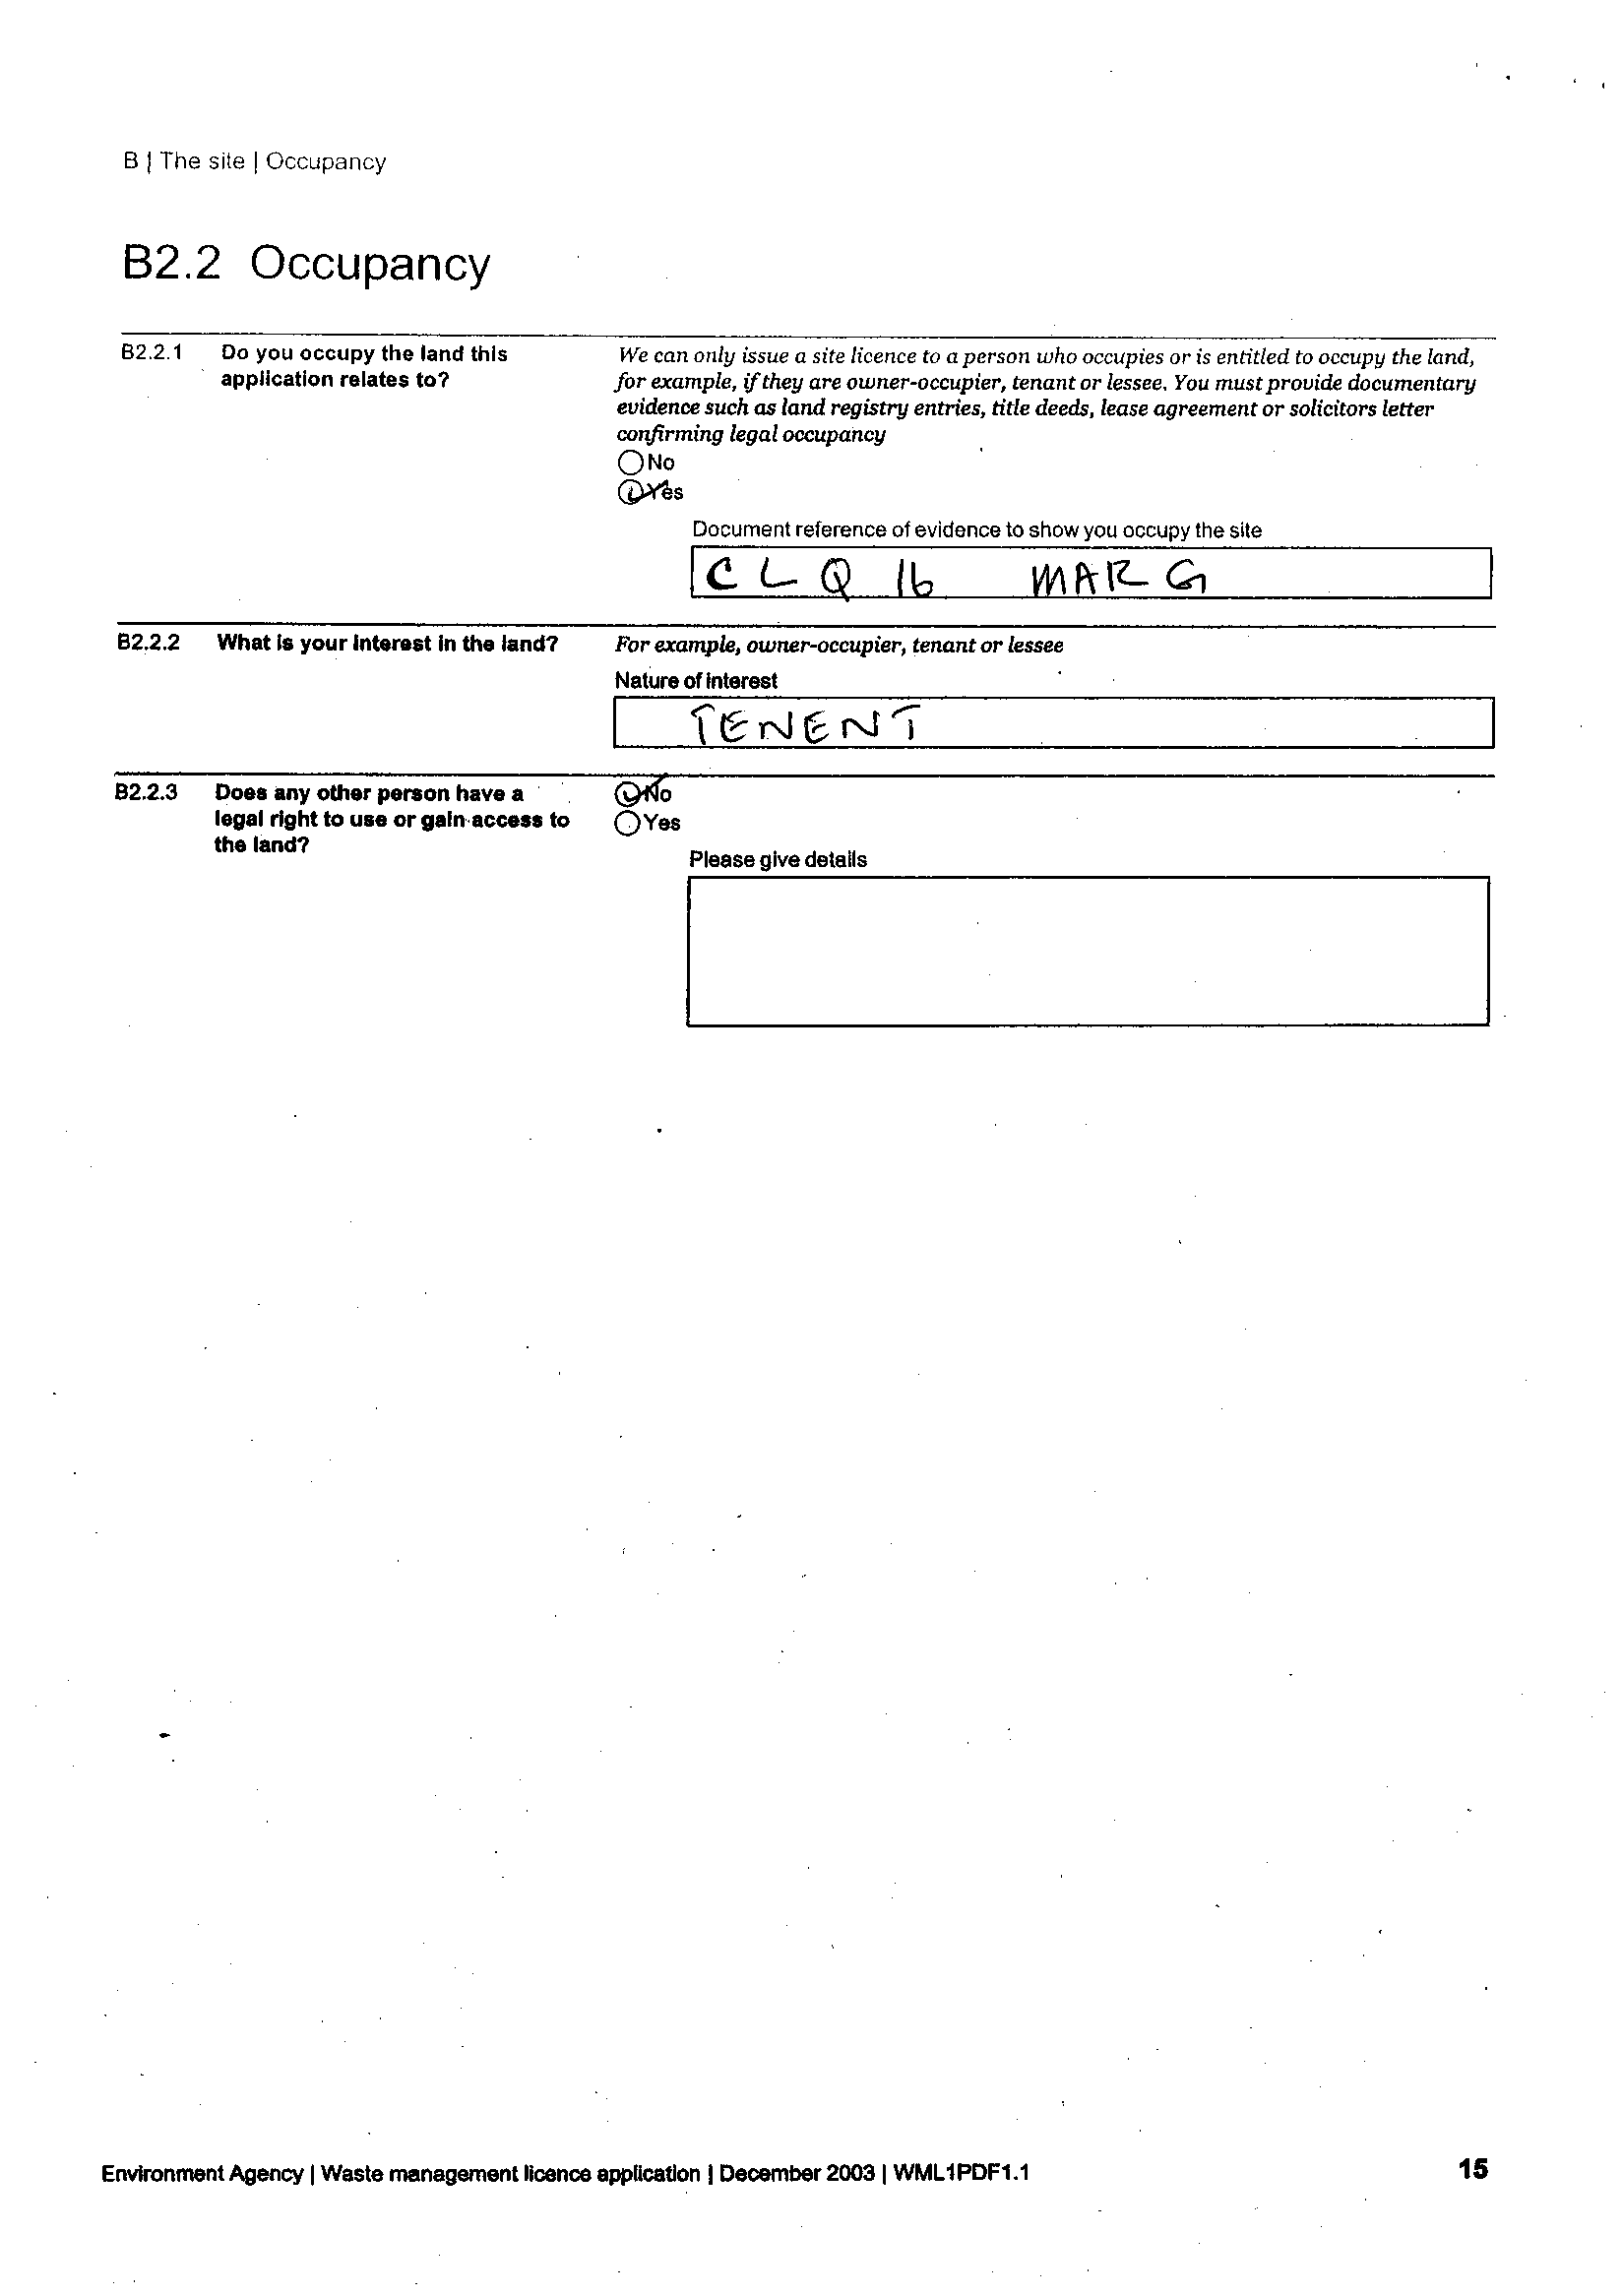 B | The site | Occupancy
B2.2 Occupancy
B2.2.1 Do you occupy the land this
application relates to?
We can only issue a site licence to a person who occupies or is entitled to occupy the land,
for example, if they are owner-occupier, tenant or lessee. You must provide documentary
evidence such as land registry entries, title deeds, lease agreement or solicitors letter
confirming legal occupancy
No
Yes
Document reference of evidence to show you occupy the site
CLQ 16 MARG
B2.2.2 What is your interest in the land?
For example, owner-occupier, tenant or lessee
Nature of interest
TENENT
B2.2.3 Does any other person have a
legal right to use or gain access to
the land?
No
Yes
Please give details
Environment Agency | Waste management licence application | December 2003 | WML1PDF1.1
15